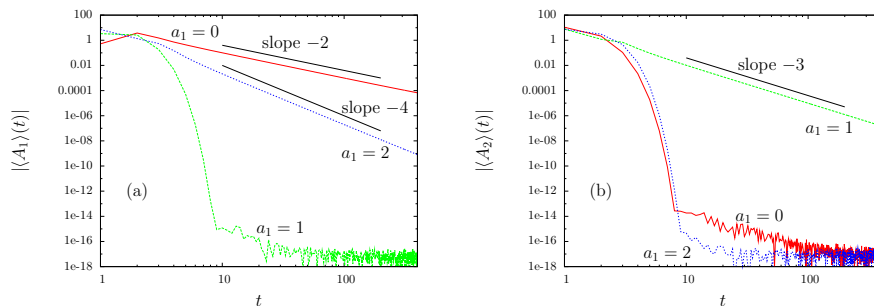 100
1
0.01
0.0001
1e-06
1e-08
1e-10
1e-12
1e-14
1e-16
1e-18
1
10
100
|⟨A₁⟩(t)|
t
a₁ = 0
slope −2
slope −4
a₁ = 2
(a)
a₁ = 1
100
1
0.01
0.0001
1e-06
1e-08
1e-10
1e-12
1e-14
1e-16
1e-18
1
10
100
|⟨A₂⟩(t)|
t
slope −3
a₁ = 1
(b)
a₁ = 0
a₁ = 2